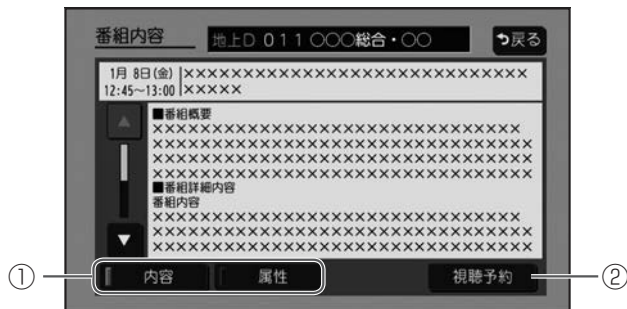 番組内容 地上D 011 ○○○総合・○○ 戻る
1月 8日(金) ××××××××××××××××××××××××××××
12:45~13:00 ×××××
■番組概要
×××××××××××××××××××××××××××××××
××××××××××××××××××××××××××××××××
××××××××××××××××××××××××××××××××
××××××××××××××××××××××××××××××××
■番組詳細内容
番組内容
×××××××××××××××××××××××××××××××
××××××××××××××××××××××××××××××××
××××××××××××××××××××××××××××××××
① 内容 属性 視聴予約 ②